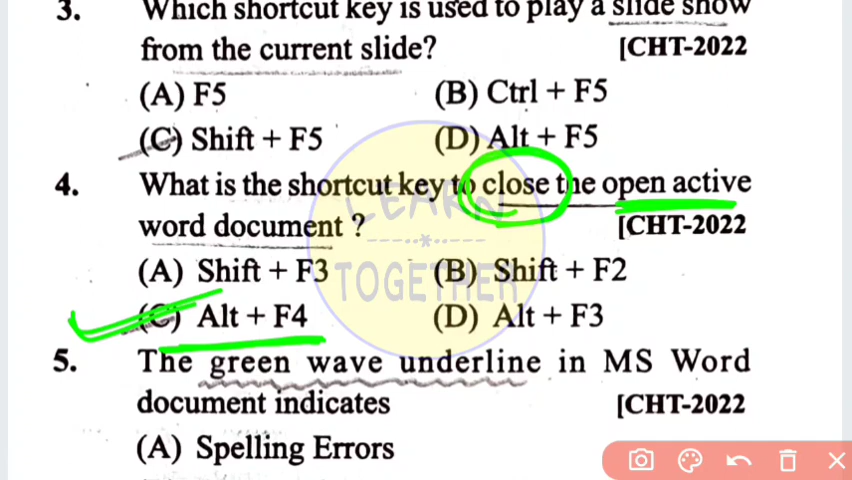 3. Which shortcut key is used to play a slide show
from the current slide? [CHT-2022
(A) F5 (B) Ctrl + F5
(C) Shift + F5 (D) Alt + F5
4. What is the shortcut key to close the open active
word document ? [CHT-2022
(A) Shift + F3 (B) Shift + F2
(C) Alt + F4 (D) Alt + F3
LEARN
TOGETHER
5. The green wave underline in MS Word
document indicates [CHT-2022
(A) Spelling Errors